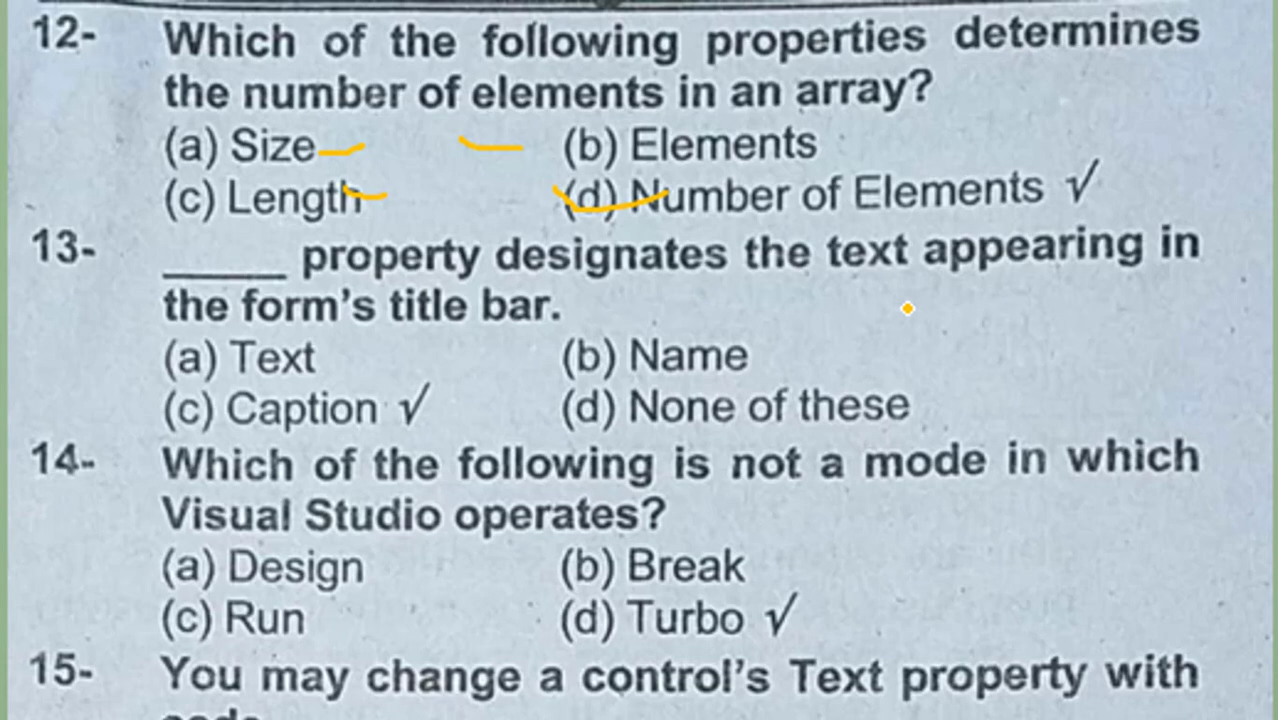 12- Which of the following properties determines
the number of elements in an array?
(a) Size (b) Elements
(c) Length (d) Number of Elements √
13- _____ property designates the text appearing in
the form's title bar.
(a) Text (b) Name
(c) Caption √ (d) None of these
14- Which of the following is not a mode in which
Visual Studio operates?
(a) Design (b) Break
(c) Run (d) Turbo √
15- You may change a control's Text property with